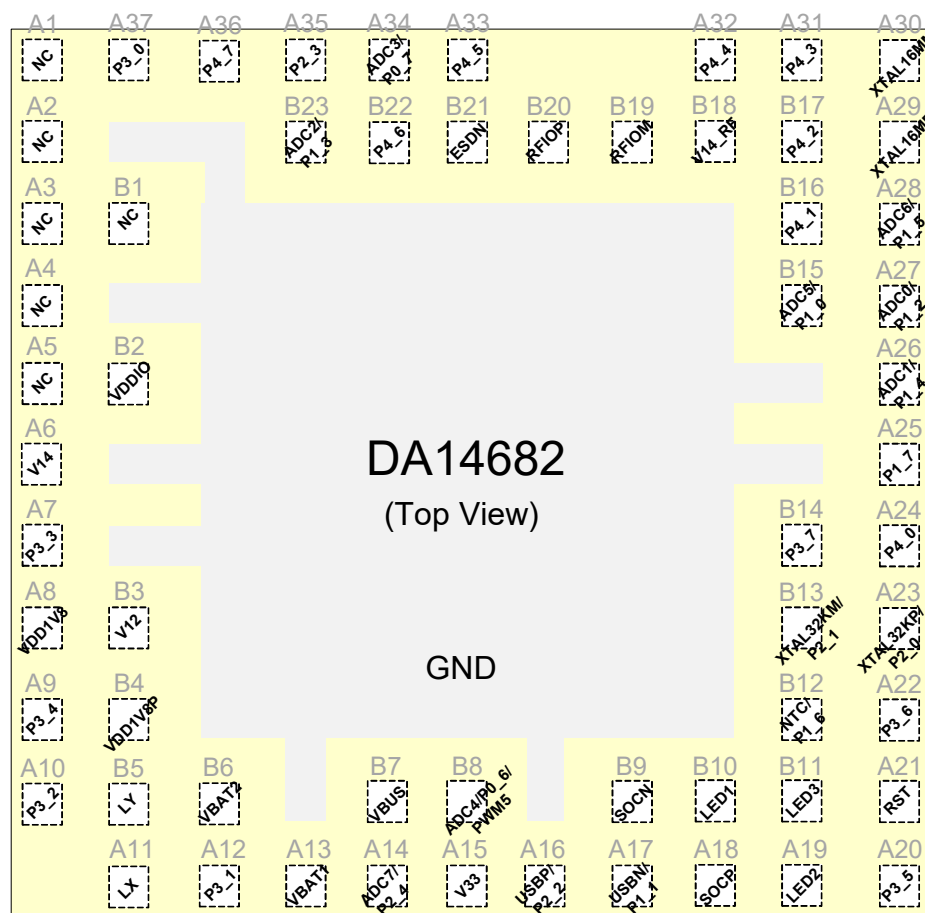 A1 A37 A36 A35 A34 A33 A32 A31 A30
NC P3_0 P4_7 P2_3 ADC3/ P0_7 P4_5 P4_4 P4_3
A2 B23 B22 B21 B20 B19 B18 B17 A29
NC ADC2/ P1_3 P4_6 ESDN RFIOP RFIOM V14_RF P4_2
A3 B1 B16 A28
NC NC P4_1 ADC6/ P1_5
A4 B15 A27
NC ADC5/ P1_0 ADC0/ P1_2
A5 B2 A26
NC VDDIO ADC1/ P1_4
A6 A25
V14 P1_7
DA14682
(Top View)
A7 B14 A24
P3_3 P3_7 P4_0
A8 B3 B13 A23
VDD1V8 V12 XTAL32KM/ P2_1 XTAL32KP/ P2_0
GND
A9 B4 B12 A22
P3_4 VDD1V8P NTC/ P1_6 P3_6
A10 B5 B6 B7 B8 B9 B10 B11 A21
P3_2 LY VBAT2 VBUS ADC4/P0_6/ PWM5 SOCN LED1 LED3 RST
A11 A12 A13 A14 A15 A16 A17 A18 A19 A20
LX P3_1 VBAT1 ADC7/ P2_4 V33 USBP/ P2_2 USBN/ P1_1 SOCP LED2 P3_5